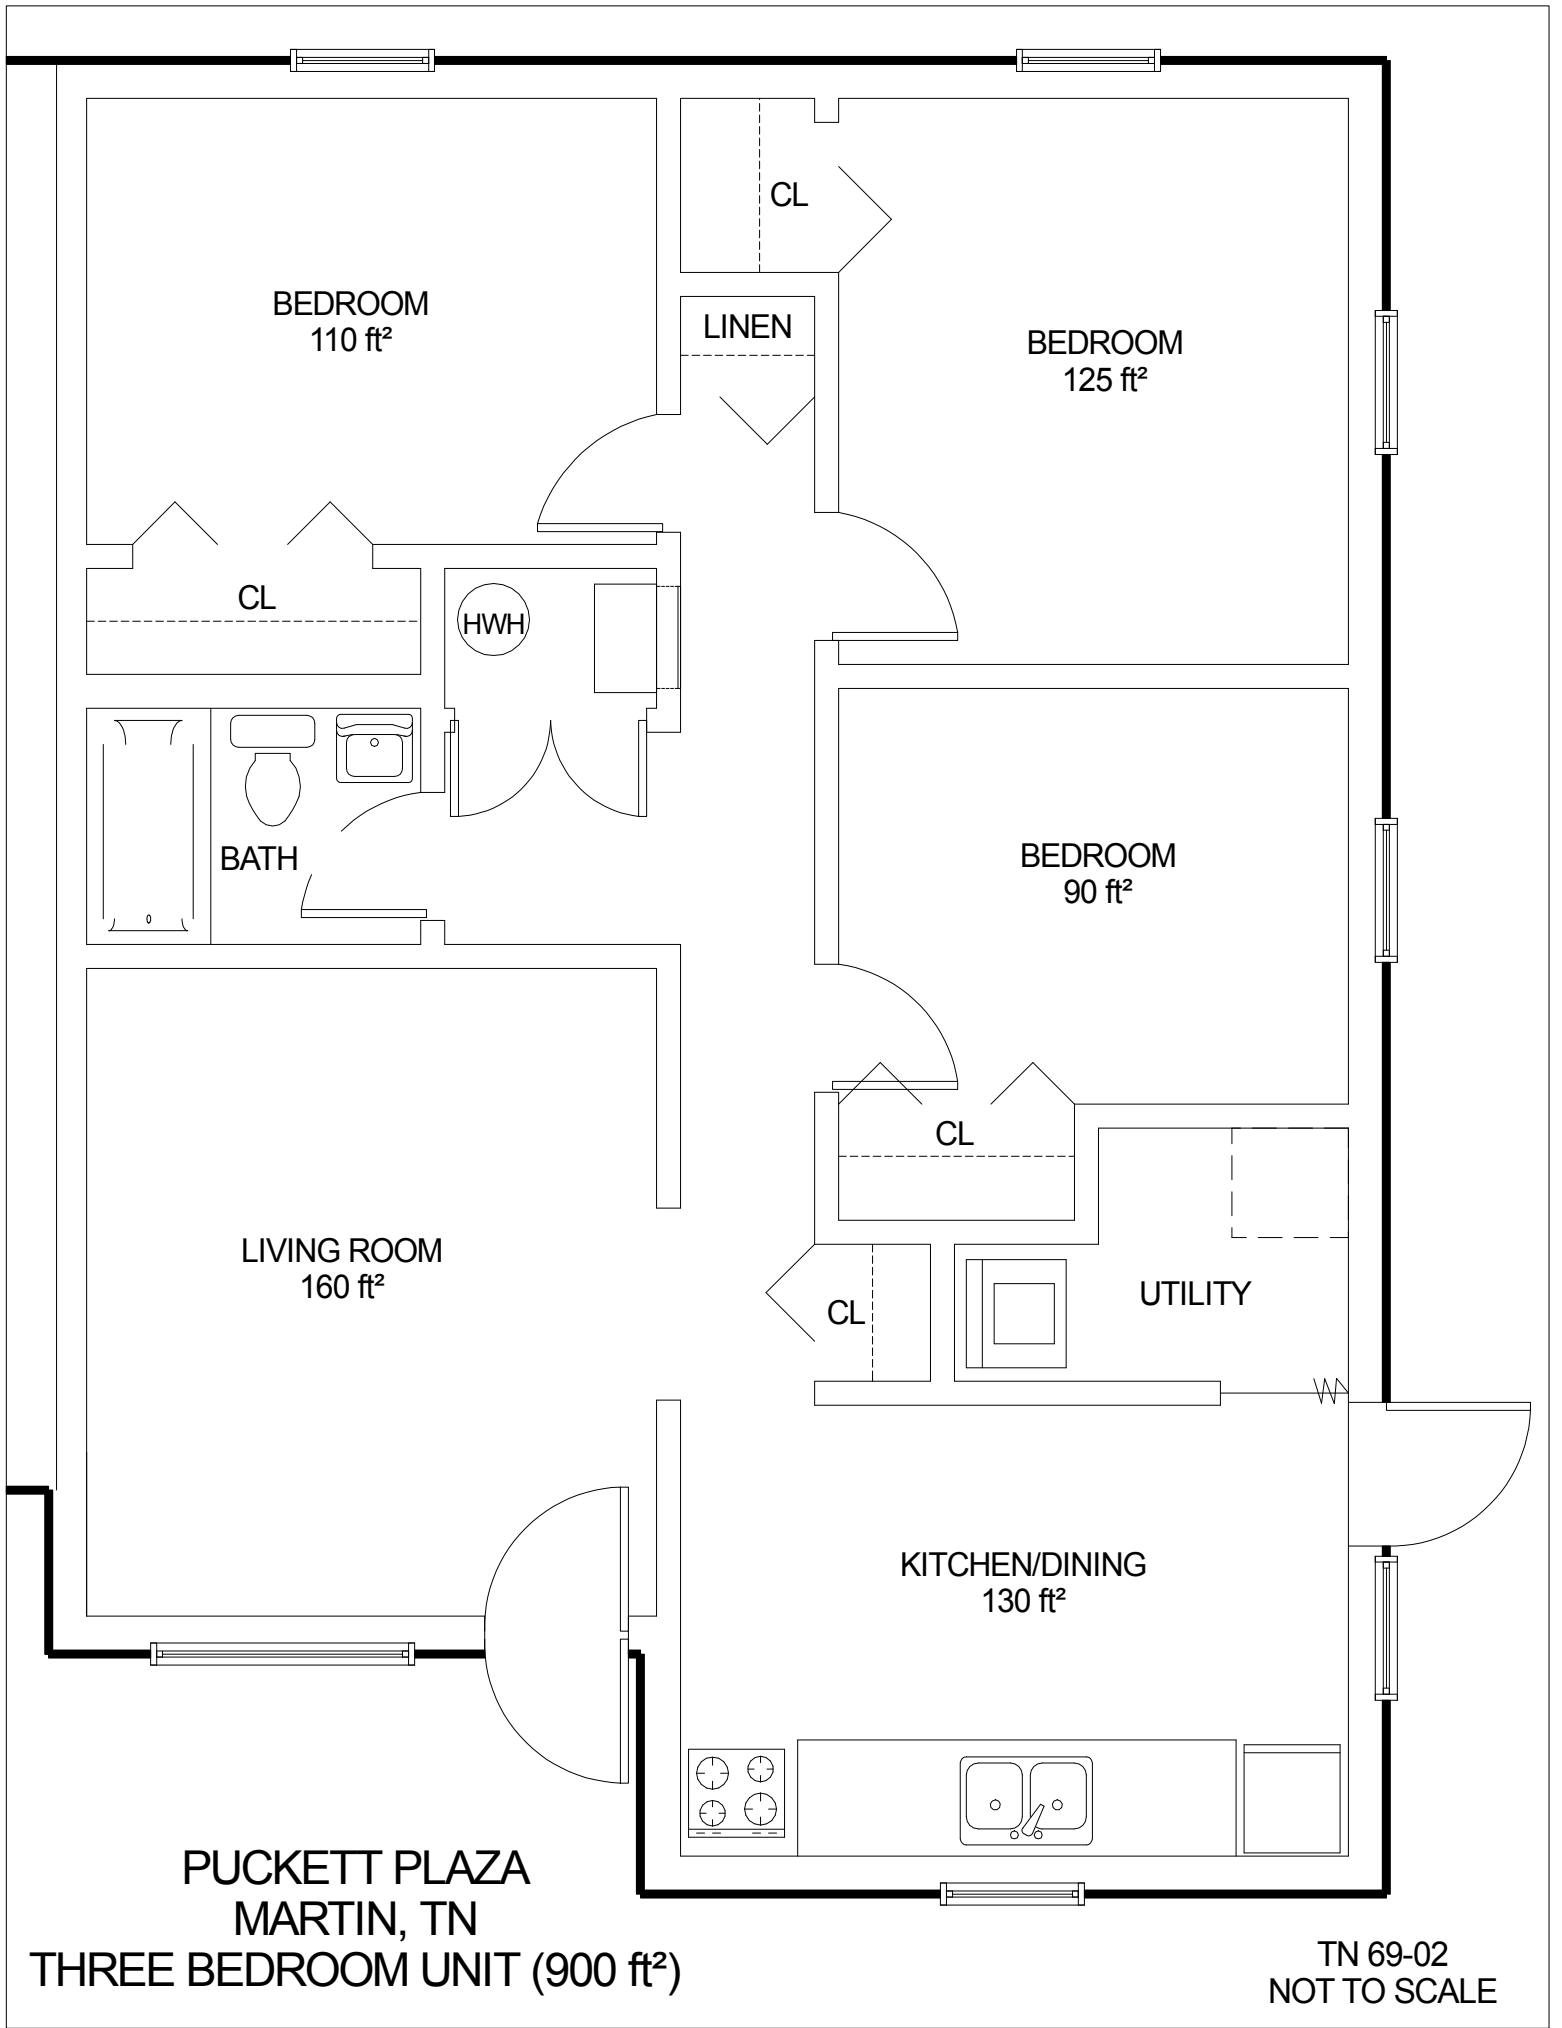 CL
BEDROOM
110 ft²
LINEN
BEDROOM
125 ft²
CL
HWH
BATH
BEDROOM
90 ft²
CL
LIVING ROOM
160 ft²
CL
UTILITY
KITCHEN/DINING
130 ft²
PUCKETT PLAZA
MARTIN, TN
THREE BEDROOM UNIT (900 ft²)
TN 69-02
NOT TO SCALE